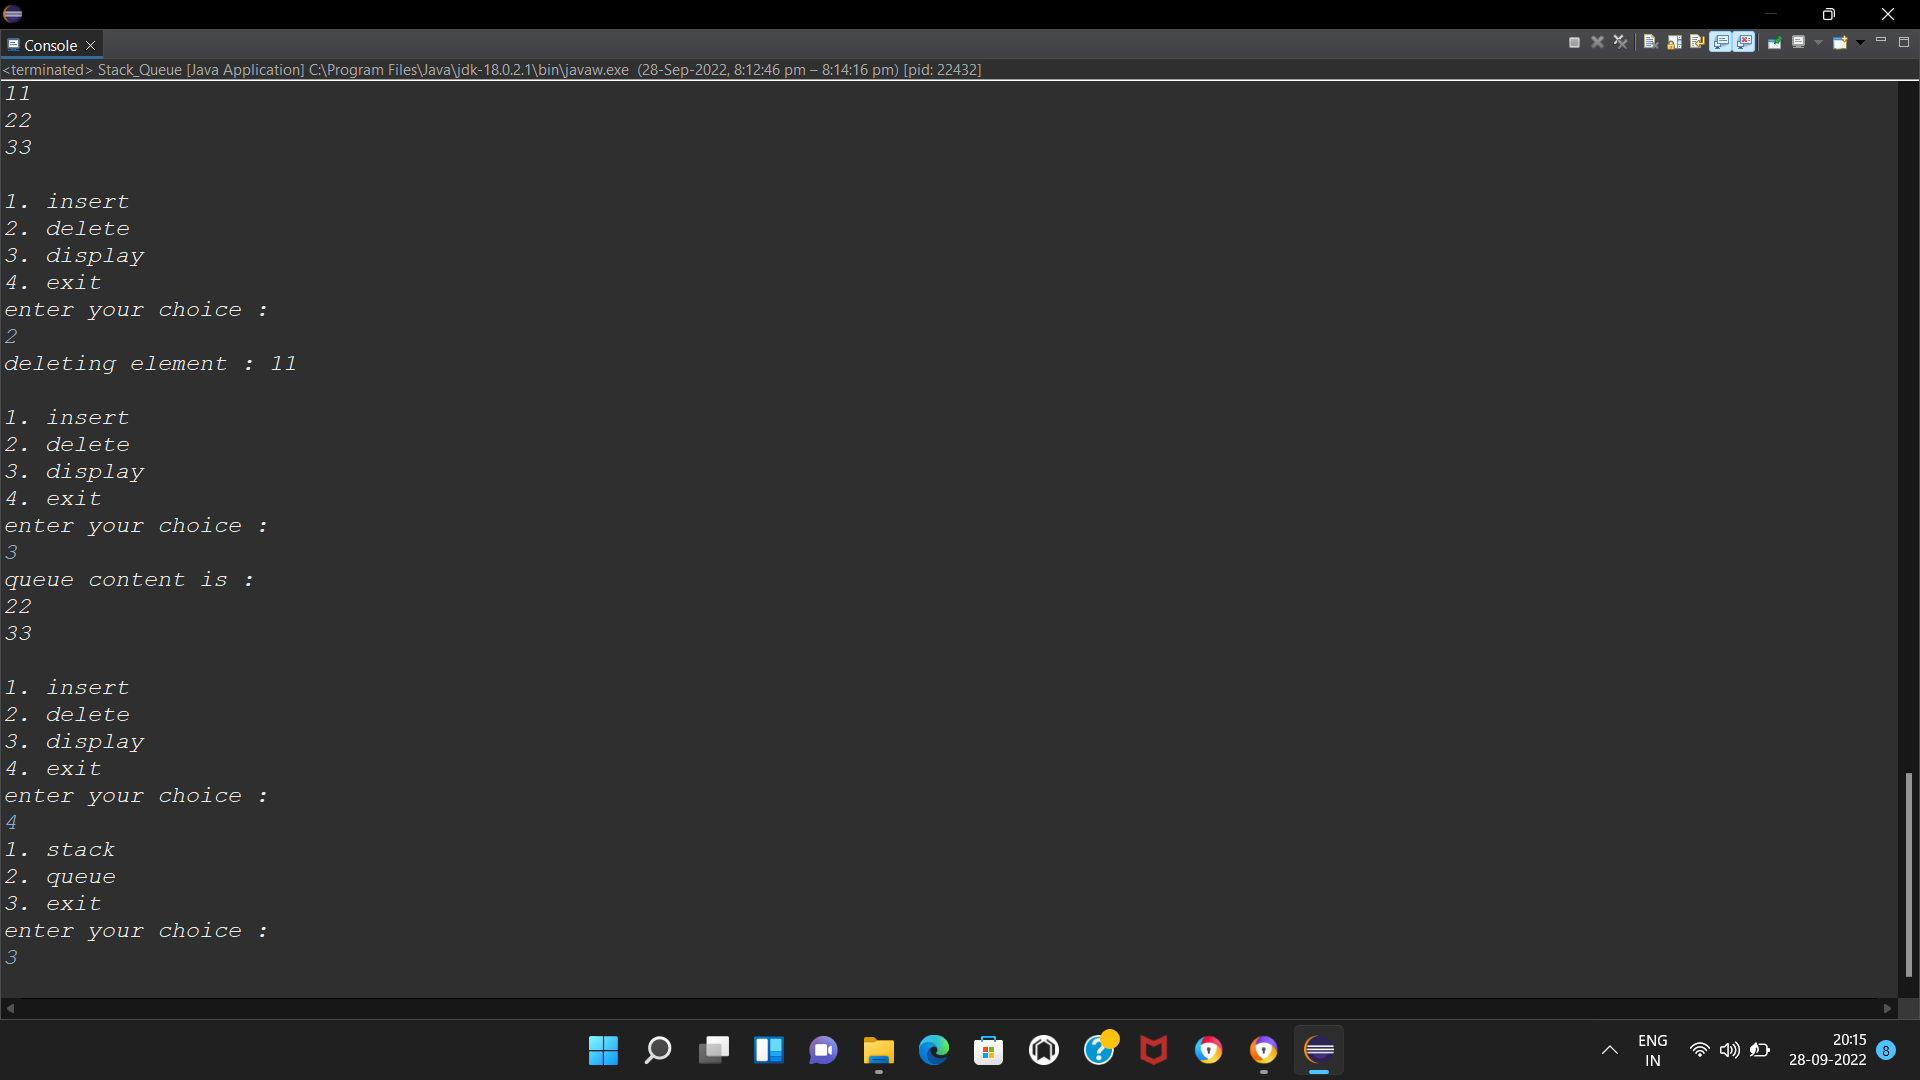 Console
<terminated> Stack_Queue [Java Application] C:\Program Files\Java\jdk-18.0.2.1\bin\javaw.exe  (28-Sep-2022, 8:12:46 pm – 8:14:16 pm) [pid: 22432]
11
22
33

1. insert
2. delete
3. display
4. exit
enter your choice :
2
deleting element : 11

1. insert
2. delete
3. display
4. exit
enter your choice :
3
queue content is :
22
33

1. insert
2. delete
3. display
4. exit
enter your choice :
4
1. stack
2. queue
3. exit
enter your choice :
3
ENG
IN
20:15
28-09-2022
8